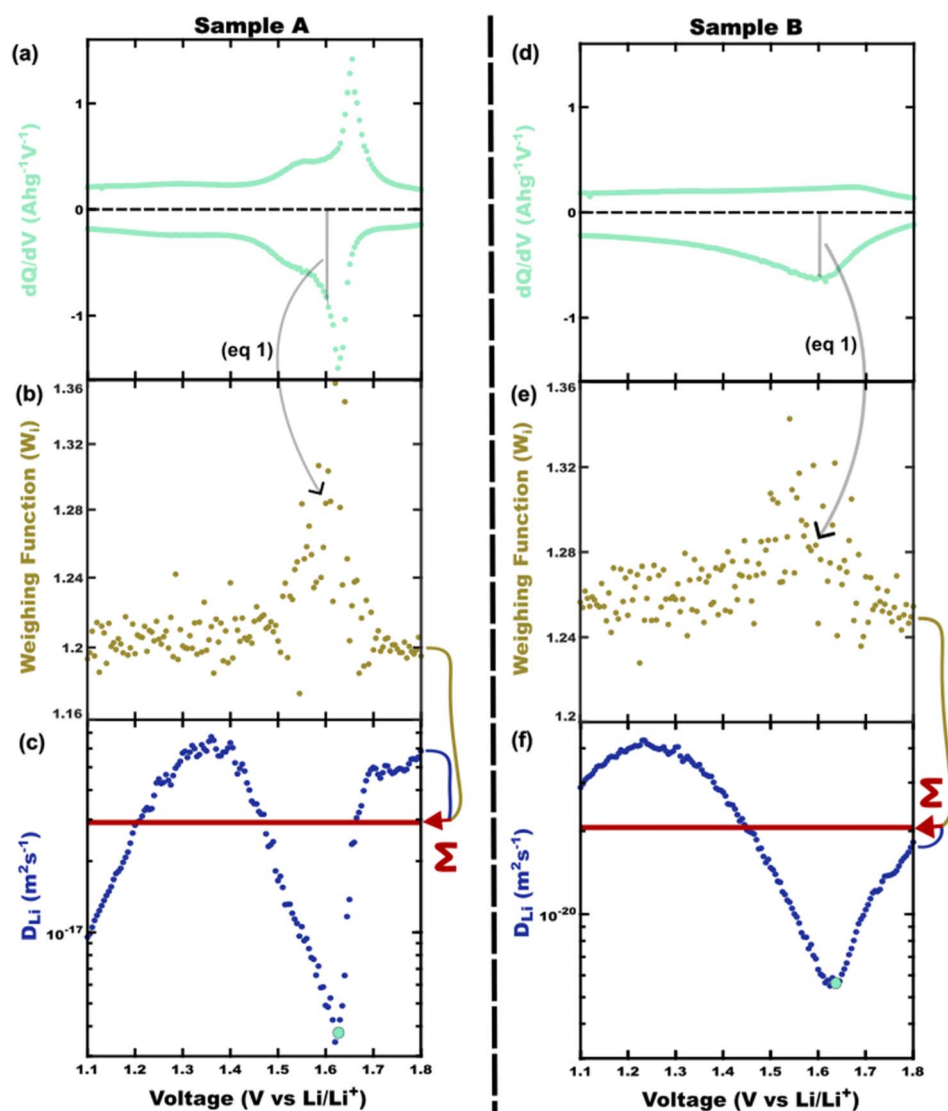 Sample A
(a)
dQ/dV (Ahg⁻¹V⁻¹)
1
0
-1
(eq 1)
(b)
Weighing Function (Wᵢ)
1.36
1.32
1.28
1.24
1.2
1.16
(c)
D_Li (m²s⁻¹)
10⁻¹⁷
Σ
1.1 1.2 1.3 1.4 1.5 1.6 1.7 1.8
Voltage (V vs Li/Li⁺)
Sample B
(d)
dQ/dV (Ahg⁻¹V⁻¹)
1
0
-1
(eq 1)
(e)
Weighing Function (Wᵢ)
1.36
1.32
1.28
1.24
1.2
(f)
D_Li (m²s⁻¹)
10⁻²⁰
Σ
1.1 1.2 1.3 1.4 1.5 1.6 1.7 1.8
Voltage (V vs Li/Li⁺)